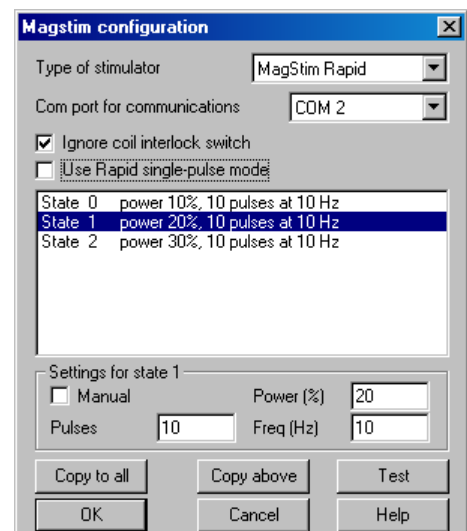 Magstim configuration
Type of stimulator MagStim Rapid
Com port for communications COM 2
Ignore coil interlock switch
Use Rapid single-pulse mode
State 0 power 10%, 10 pulses at 10 Hz
State 1 power 20%, 10 pulses at 10 Hz
State 2 power 30%, 10 pulses at 10 Hz
Settings for state 1
Manual Power (%) 20
Pulses 10 Freq (Hz) 10
Copy to all Copy above Test
OK Cancel Help